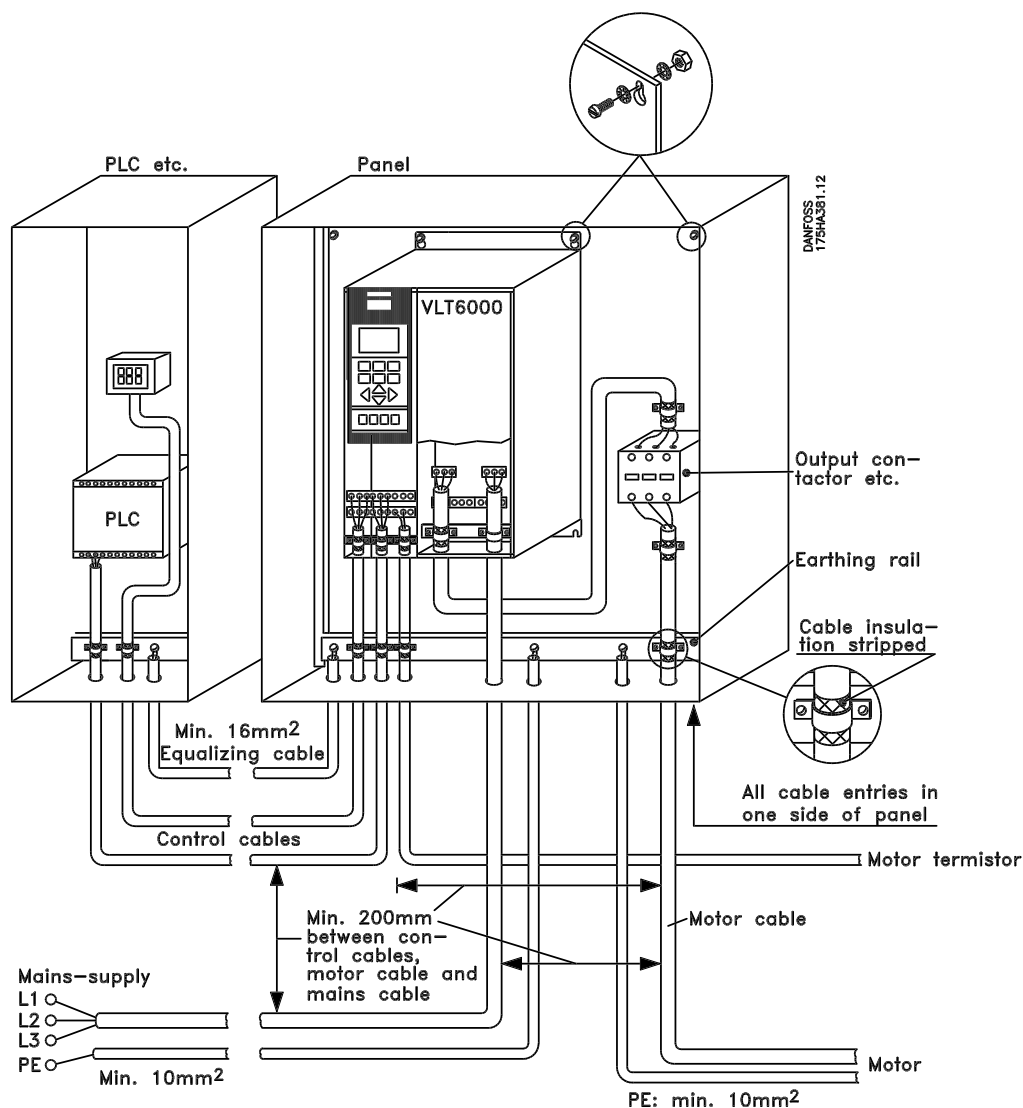 PLC etc.
Panel
DANFOSS
175HA381.12
VLT6000
PLC
Output con-
tactor etc.
Earthing rail
Cable insula-
tion stripped
Min. 16mm2
Equalizing cable
All cable entries in
one side of panel
Control cables
Motor termistor
Min. 200mm
between con-
trol cables,
motor cable and
mains cable
Motor cable
Mains-supply
L1
L2
L3
PE
Min. 10mm2
Motor
PE: min. 10mm2